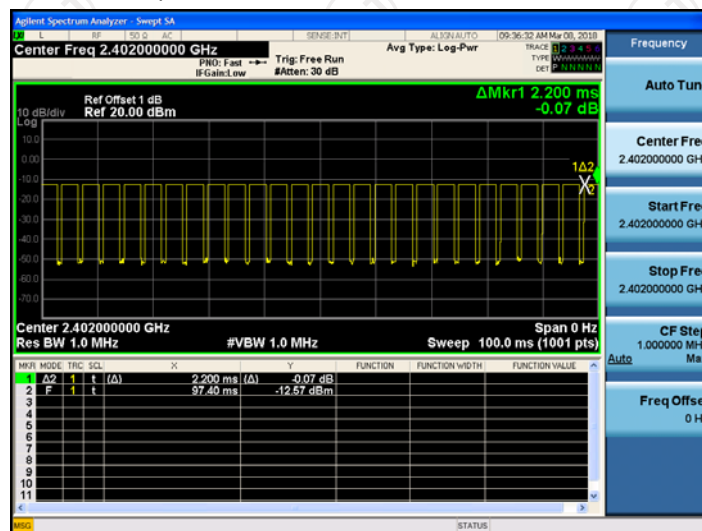 Agilent Spectrum Analyzer - Swept SA
LXI L RF 50 Ω AC SENSE:INT ALIGNAUTO 09:36:32 AM Mar 08, 2018
Center Freq 2.402000000 GHz
PNO: Fast Trig: Free Run Avg Type: Log-Pwr TRACE 1 2 3 4 5 6
IFGain:Low #Atten: 30 dB TYPE WWWWWW
DET P N N N N N
Ref Offset 1 dB ΔMkr1 2.200 ms
10 dB/div Ref 20.00 dBm -0.07 dB
Log
10.0
0.00
1Δ2
-10.0
X2
-20.0
-30.0
-40.0
-50.0
-60.0
-70.0
Center 2.402000000 GHz Span 0 Hz
Res BW 1.0 MHz #VBW 1.0 MHz Sweep 100.0 ms (1001 pts)
MKR MODE TRC SCL X Y FUNCTION FUNCTION WIDTH FUNCTION VALUE
1 Δ2 1 t (Δ) 2.200 ms (Δ) -0.07 dB
2 F 1 t 97.40 ms -12.57 dBm
3
4
5
6
7
8
9
10
11
MSG STATUS
Frequency
Auto Tun
Center Fre
2.402000000 GH
Start Fre
2.402000000 GH
Stop Fre
2.402000000 GH
CF Step
1.000000 MH
Auto Ma
Freq Offse
0 H